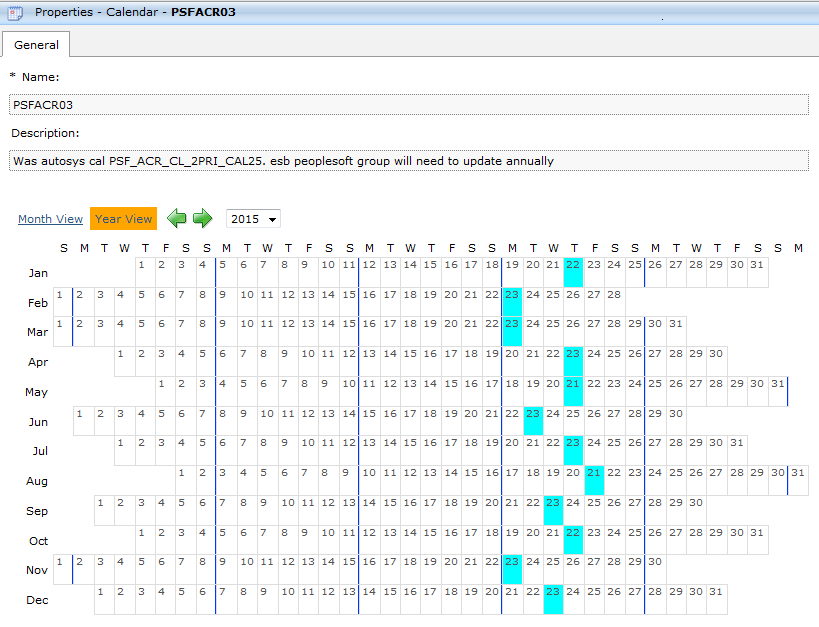 Properties - Calendar - PSFACR03
General
* Name:
PSFACR03
Description:
Was autosys cal PSF_ACR_CL_2PRI_CAL25. esb peoplesoft group will need to update annually
Month View Year View 2015
S M T W T F S S M T W T F S S M T W T F S S M T W T F S S M T W T F S S M
Jan 1 2 3 4 5 6 7 8 9 10 11 12 13 14 15 16 17 18 19 20 21 22 23 24 25 26 27 28 29 30 31
Feb 1 2 3 4 5 6 7 8 9 10 11 12 13 14 15 16 17 18 19 20 21 22 23 24 25 26 27 28
Mar 1 2 3 4 5 6 7 8 9 10 11 12 13 14 15 16 17 18 19 20 21 22 23 24 25 26 27 28 29 30 31
Apr 1 2 3 4 5 6 7 8 9 10 11 12 13 14 15 16 17 18 19 20 21 22 23 24 25 26 27 28 29 30
May 1 2 3 4 5 6 7 8 9 10 11 12 13 14 15 16 17 18 19 20 21 22 23 24 25 26 27 28 29 30 31
Jun 1 2 3 4 5 6 7 8 9 10 11 12 13 14 15 16 17 18 19 20 21 22 23 24 25 26 27 28 29 30
Jul 1 2 3 4 5 6 7 8 9 10 11 12 13 14 15 16 17 18 19 20 21 22 23 24 25 26 27 28 29 30 31
Aug 1 2 3 4 5 6 7 8 9 10 11 12 13 14 15 16 17 18 19 20 21 22 23 24 25 26 27 28 29 30 31
Sep 1 2 3 4 5 6 7 8 9 10 11 12 13 14 15 16 17 18 19 20 21 22 23 24 25 26 27 28 29 30
Oct 1 2 3 4 5 6 7 8 9 10 11 12 13 14 15 16 17 18 19 20 21 22 23 24 25 26 27 28 29 30 31
Nov 1 2 3 4 5 6 7 8 9 10 11 12 13 14 15 16 17 18 19 20 21 22 23 24 25 26 27 28 29 30
Dec 1 2 3 4 5 6 7 8 9 10 11 12 13 14 15 16 17 18 19 20 21 22 23 24 25 26 27 28 29 30 31